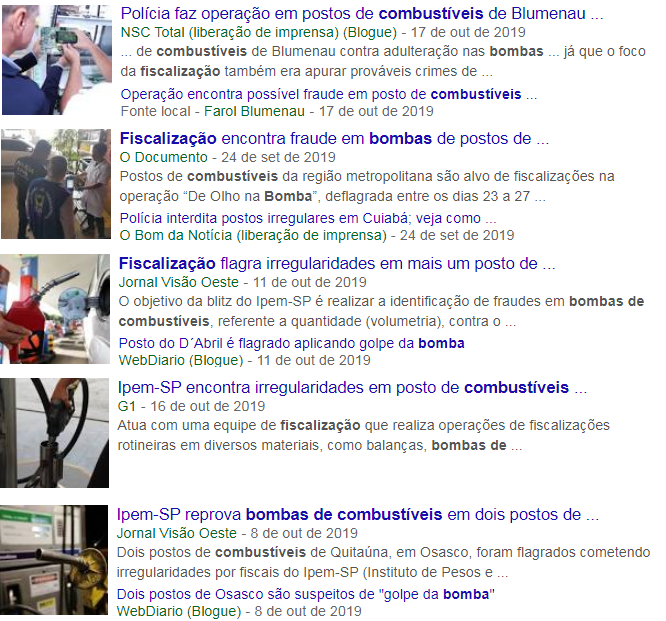 Polícia faz operação em postos de combustíveis de Blumenau ...
NSC Total (liberação de imprensa) (Blogue) - 17 de out de 2019
... de combustíveis de Blumenau contra adulteração nas bombas ... já que o foco
da fiscalização também era apurar prováveis crimes de ...
Operação encontra possível fraude em posto de combustíveis ...
Fonte local - Farol Blumenau - 17 de out de 2019
Fiscalização encontra fraude em bombas de postos de ...
O Documento - 24 de set de 2019
Postos de combustíveis da região metropolitana são alvo de fiscalizações na
operação “De Olho na Bomba”, deflagrada entre os dias 23 a 27 ...
Polícia interdita postos irregulares em Cuiabá; veja como ...
O Bom da Notícia (liberação de imprensa) - 24 de set de 2019
Fiscalização flagra irregularidades em mais um posto de ...
Jornal Visão Oeste - 11 de out de 2019
O objetivo da blitz do Ipem-SP é realizar a identificação de fraudes em bombas de
combustíveis, referente a quantidade (volumetria), contra o ...
Posto do D´Abril é flagrado aplicando golpe da bomba
WebDiario (Blogue) - 11 de out de 2019
Ipem-SP encontra irregularidades em posto de combustíveis ...
G1 - 16 de out de 2019
Atua com uma equipe de fiscalização que realiza operações de fiscalizações
rotineiras em diversos materiais, como balanças, bombas de ...
Ipem-SP reprova bombas de combustíveis em dois postos de ...
Jornal Visão Oeste - 8 de out de 2019
Dois postos de combustíveis de Quitaúna, em Osasco, foram flagrados cometendo
irregularidades por fiscais do Ipem-SP (Instituto de Pesos e ...
Dois postos de Osasco são suspeitos de "golpe da bomba"
WebDiario (Blogue) - 8 de out de 2019